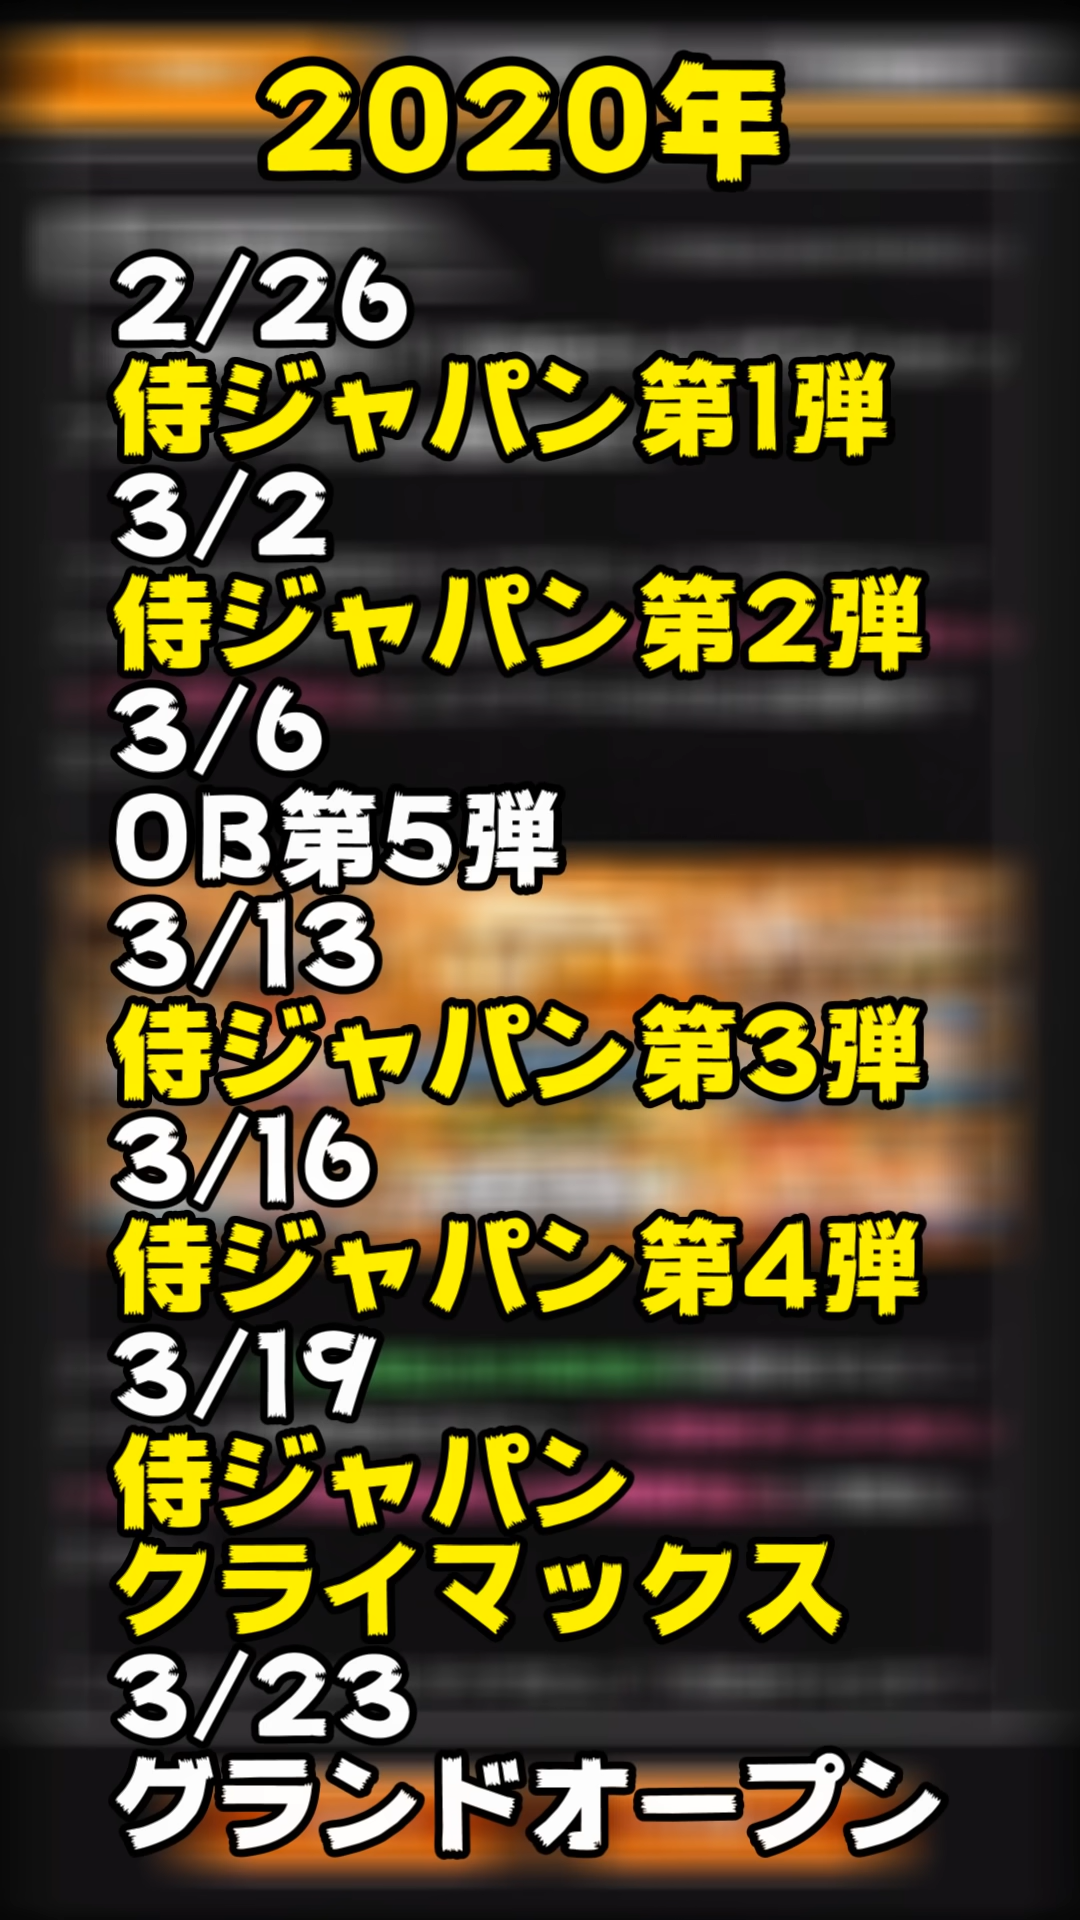 2020年
2/26
侍ジャパン第1弾
3/2
侍ジャパン第2弾
3/6
OB第5弾
3/13
侍ジャパン第3弾
3/16
侍ジャパン第4弾
3/19
侍ジャパン
クライマックス
3/23
グランドオープン